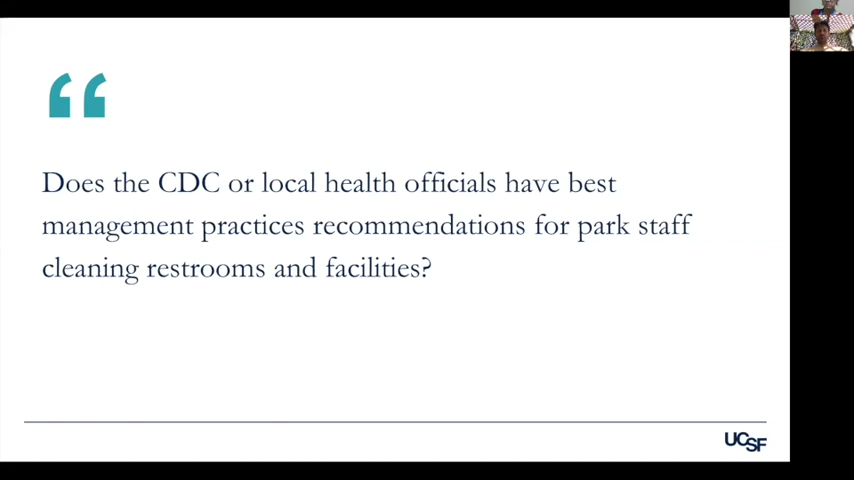 “
Does the CDC or local health officials have best
management practices recommendations for park staff
cleaning restrooms and facilities?
UCSF